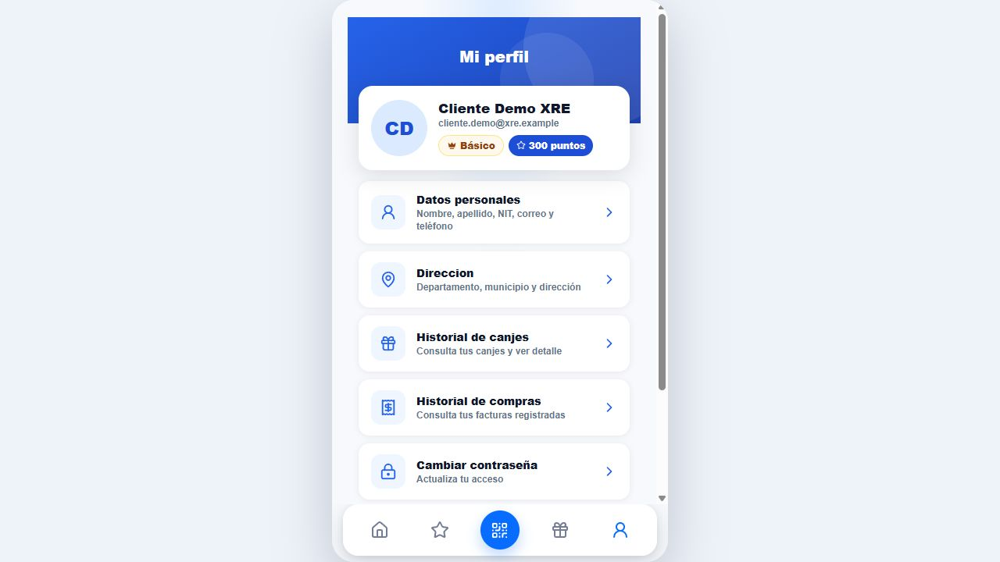 Mi perfil
CD
Cliente Demo XRE
cliente.demo@xre.example
Básico
300 puntos
Datos personales
Nombre, apellido, NIT, correo y
teléfono
Direccion
Departamento, municipio y dirección
Historial de canjes
Consulta tus canjes y ver detalle
Historial de compras
Consulta tus facturas registradas
Cambiar contraseña
Actualiza tu acceso